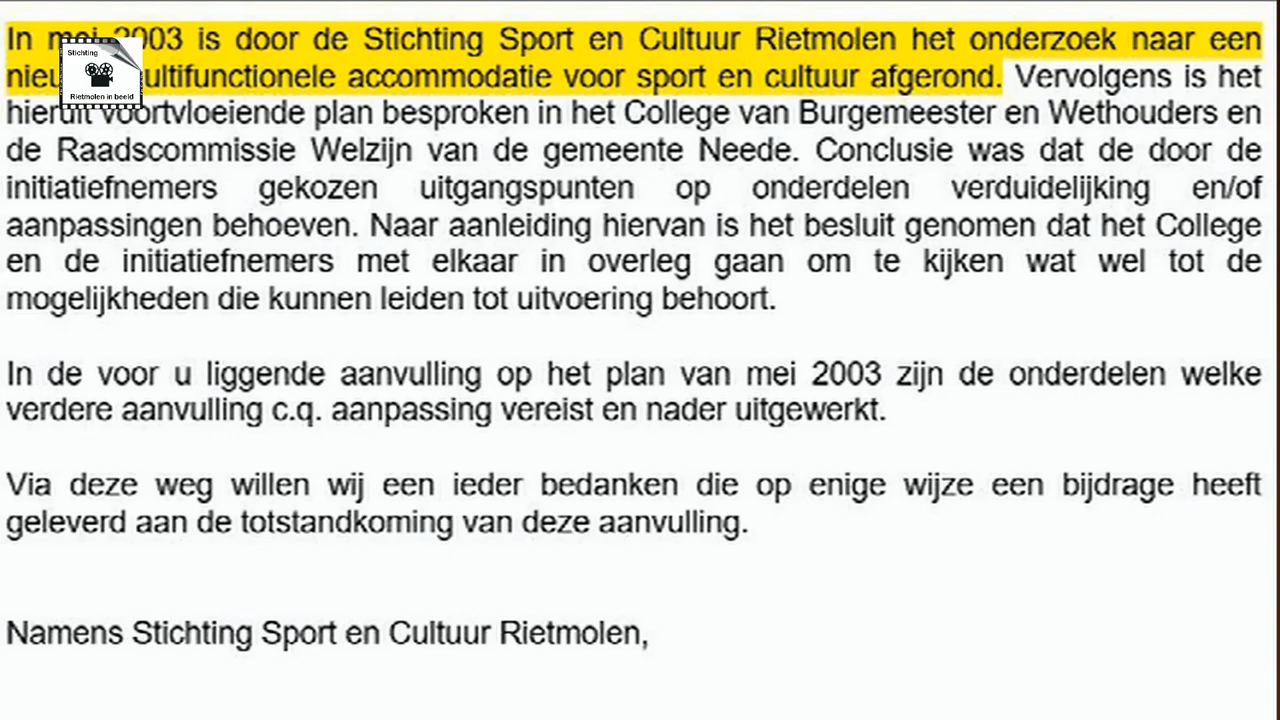 In mei 2003 is door de Stichting Sport en Cultuur Rietmolen het onderzoek naar een
multifunctionele accommodatie voor sport en cultuur afgerond. Vervolgens is het
hieruit voortvloeiende plan besproken in het College van Burgemeester en Wethouders en
de Raadscommissie Welzijn van de gemeente Neede. Conclusie was dat de door de
initiatiefnemers gekozen uitgangspunten op onderdelen verduidelijking en/of
aanpassingen behoeven. Naar aanleiding hiervan is het besluit genomen dat het College
en de initiatiefnemers met elkaar in overleg gaan om te kijken wat wel tot de
mogelijkheden die kunnen leiden tot uitvoering behoort.
In de voor u liggende aanvulling op het plan van mei 2003 zijn de onderdelen welke
verdere aanvulling c.q. aanpassing vereist en nader uitgewerkt.
Via deze weg willen wij een ieder bedanken die op enige wijze een bijdrage heeft
geleverd aan de totstandkoming van deze aanvulling.
Namens Stichting Sport en Cultuur Rietmolen,
Stichting
Rietmolen in beeld